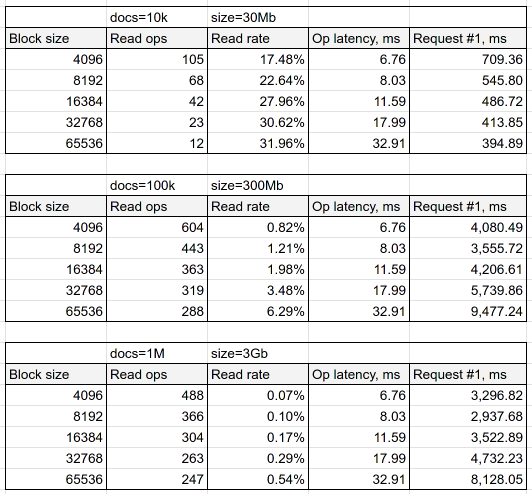 docs=10k size=30Mb
Block size Read ops Read rate Op latency, ms Request #1, ms
4096 105 17.48% 6.76 709.36
8192 68 22.64% 8.03 545.80
16384 42 27.96% 11.59 486.72
32768 23 30.62% 17.99 413.85
65536 12 31.96% 32.91 394.89
docs=100k size=300Mb
Block size Read ops Read rate Op latency, ms Request #1, ms
4096 604 0.82% 6.76 4,080.49
8192 443 1.21% 8.03 3,555.72
16384 363 1.98% 11.59 4,206.61
32768 319 3.48% 17.99 5,739.86
65536 288 6.29% 32.91 9,477.24
docs=1M size=3Gb
Block size Read ops Read rate Op latency, ms Request #1, ms
4096 488 0.07% 6.76 3,296.82
8192 366 0.10% 8.03 2,937.68
16384 304 0.17% 11.59 3,522.89
32768 263 0.29% 17.99 4,732.23
65536 247 0.54% 32.91 8,128.05